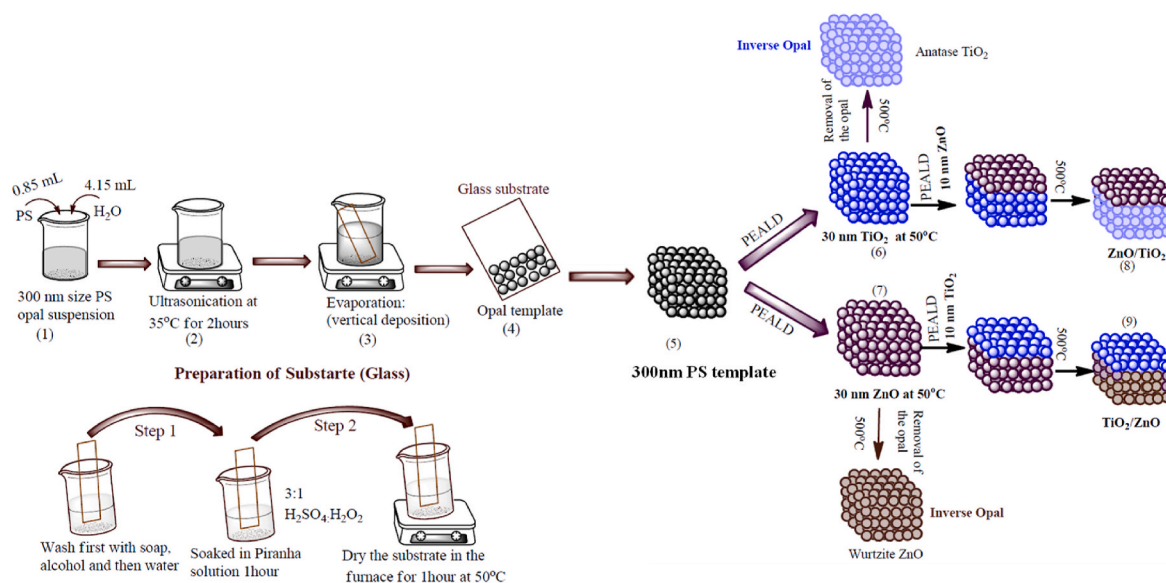 0.85 mL
4.15 mL
PS
H₂O
300 nm size PS
opal suspension
(1)
Ultrasonication at
35°C for 2hours
(2)
Evaporation:
(vertical deposition)
(3)
Glass substrate
Opal template
(4)
(5)
300nm PS template
PEALD
PEALD
Inverse Opal
Anatase TiO₂
Removal of
the opal
500°C
30 nm TiO₂ at 50°C
(6)
PEALD
10 nm ZnO
500°C
ZnO/TiO₂
(8)
(7)
30 nm ZnO at 50°C
PEALD
10 nm TiO₂
500°C
(9)
TiO₂/ZnO
500°C
Removal of
the opal
Inverse Opal
Wurtzite ZnO
Preparation of Substarte (Glass)
Step 1
Step 2
Wash first with soap,
alcohol and then water
3:1
H₂SO₄:H₂O₂
Soaked in Piranha
solution 1hour
Dry the substrate in the
furnace for 1hour at 50°C